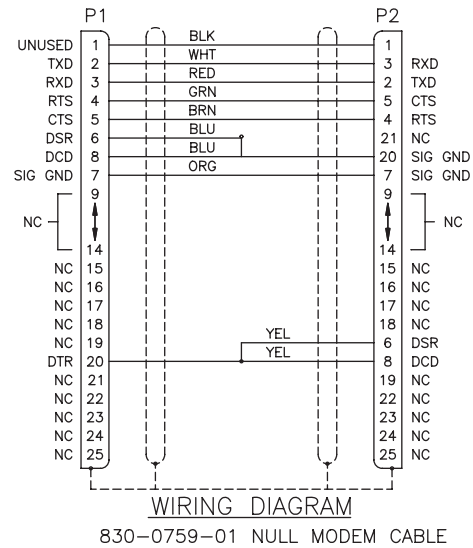 P1 P2
UNUSED 1 BLK 1
TXD 2 WHT 3 RXD
RXD 3 RED 2 TXD
RTS 4 GRN 5 CTS
CTS 5 BRN 4 RTS
DSR 6 BLU 21 NC
DCD 8 BLU 20 SIG GND
SIG GND 7 ORG 7 SIG GND
9 9
NC NC
14 14
NC 15 15 NC
NC 16 16 NC
NC 17 17 NC
NC 18 18 NC
NC 19 YEL 6 DSR
DTR 20 YEL 8 DCD
NC 21 19 NC
NC 22 22 NC
NC 23 23 NC
NC 24 24 NC
NC 25 25 NC
WIRING DIAGRAM
830-0759-01 NULL MODEM CABLE